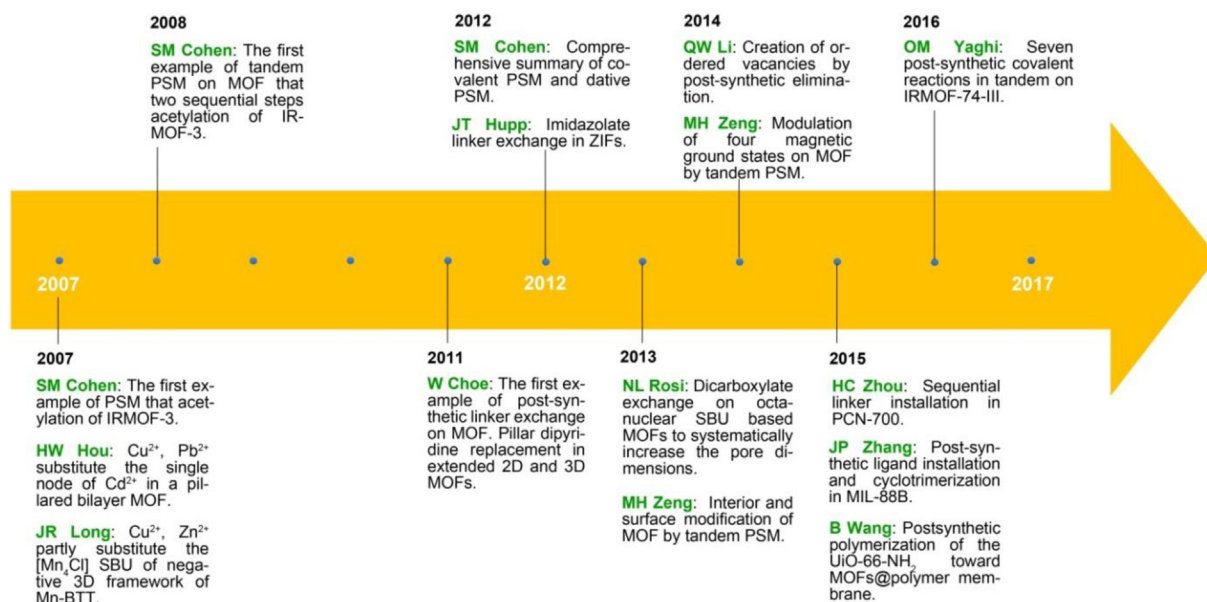 2008
SM Cohen: The first
example of tandem
PSM on MOF that
two sequential steps
acetylation of IR-
MOF-3.
2012
SM Cohen: Compre-
hensive summary of co-
valent PSM and dative
PSM.
JT Hupp: Imidazolate
linker exchange in ZIFs.
2014
QW Li: Creation of or-
dered vacancies by
post-synthetic elimina-
tion.
MH Zeng: Modulation
of four magnetic
ground states on MOF
by tandem PSM.
2016
OM Yaghi: Seven
post-synthetic covalent
reactions in tandem on
IRMOF-74-III.
2007
2012
2017
2007
SM Cohen: The first ex-
ample of PSM that acet-
ylation of IRMOF-3.
HW Hou: Cu²⁺, Pb²⁺
substitute the single
node of Cd²⁺ in a pil-
lared bilayer MOF.
JR Long: Cu²⁺, Zn²⁺
partly substitute the
[Mn₄Cl] SBU of nega-
tive 3D framework of
Mn-BTT.
2011
W Choe: The first ex-
ample of post-syn-
thetic linker exchange
on MOF. Pillar dipyri-
dine replacement in
extended 2D and 3D
MOFs.
2013
NL Rosi: Dicarboxylate
exchange on octa-
nuclear SBU based
MOFs to systematically
increase the pore di-
mensions.
MH Zeng: Interior and
surface modification of
MOF by tandem PSM.
2015
HC Zhou: Sequential
linker installation in
PCN-700.
JP Zhang: Post-syn-
thetic ligand installation
and cyclotrimerization
in MIL-88B.
B Wang: Postsynthetic
polymerization of the
UiO-66-NH₂ toward
MOFs@polymer mem-
brane.